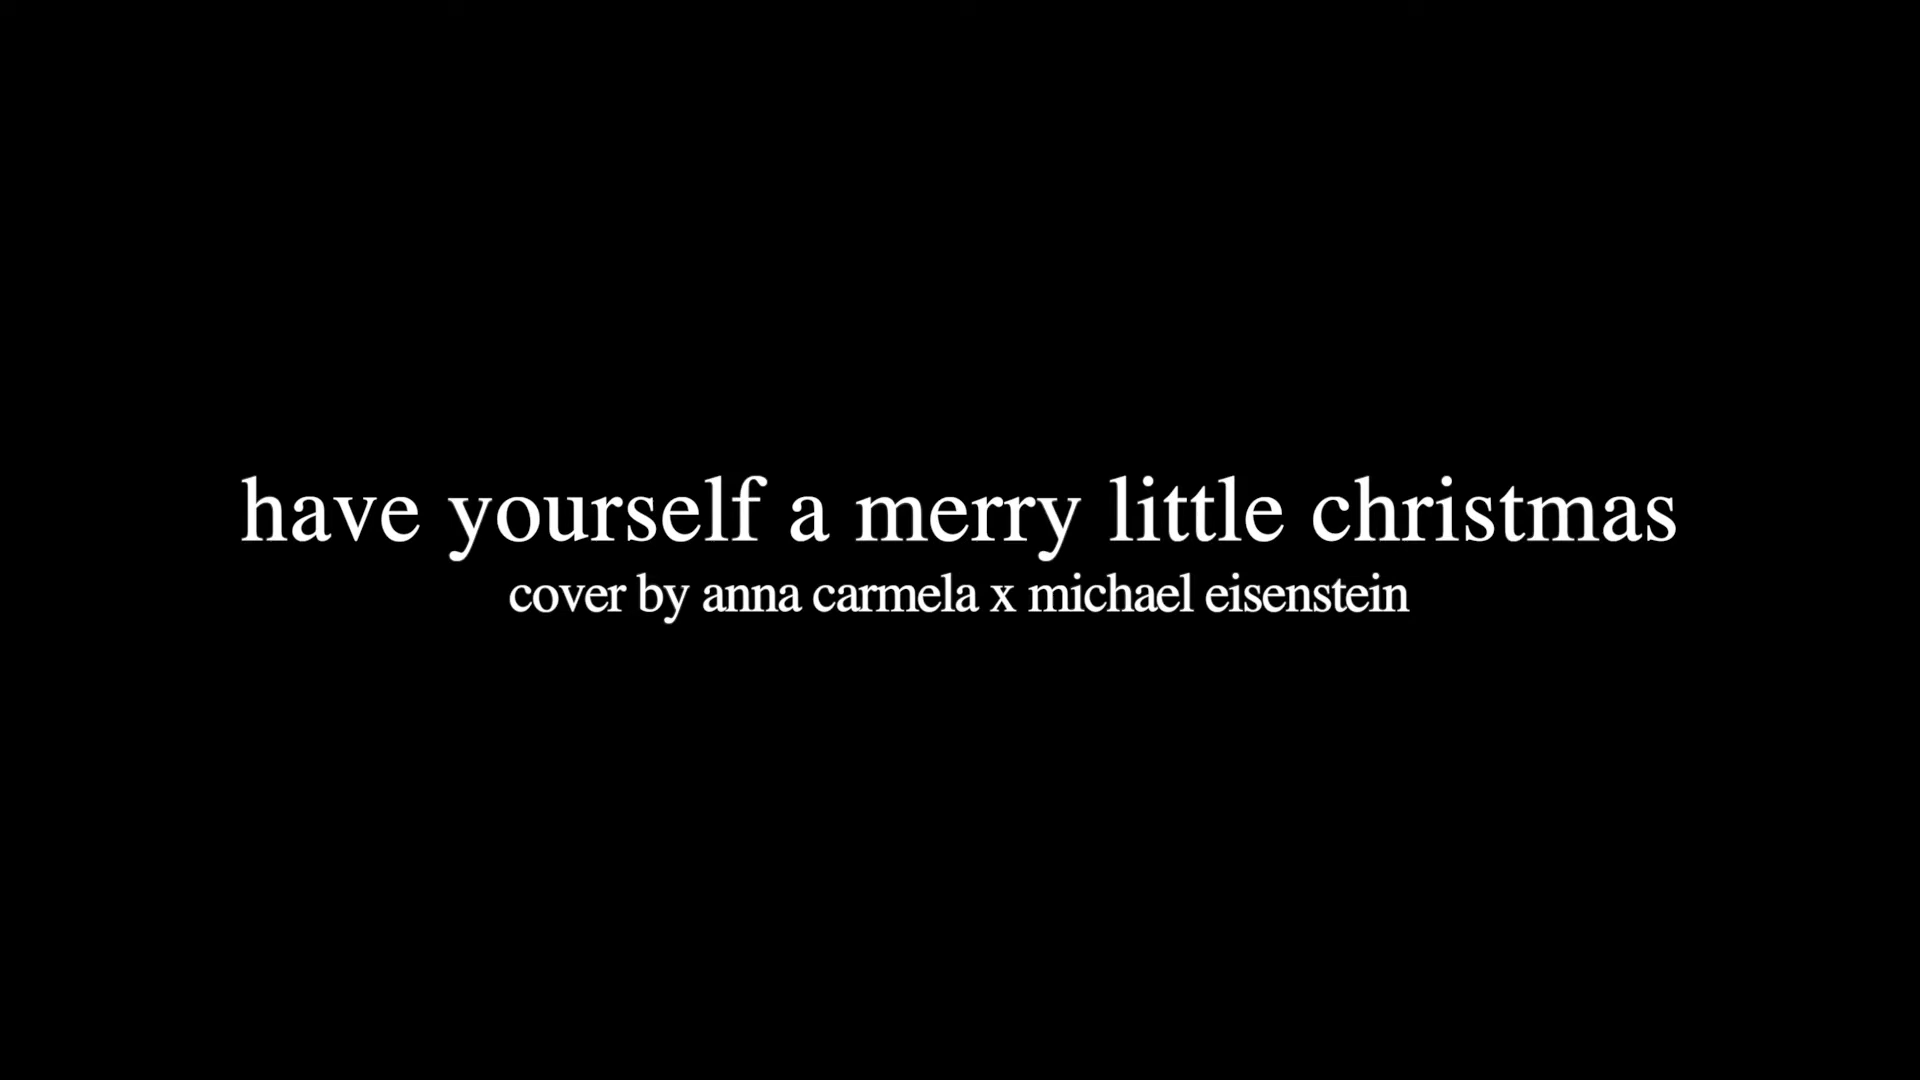 have yourself a merry little christmas
cover by anna carmela x michael eisenstein